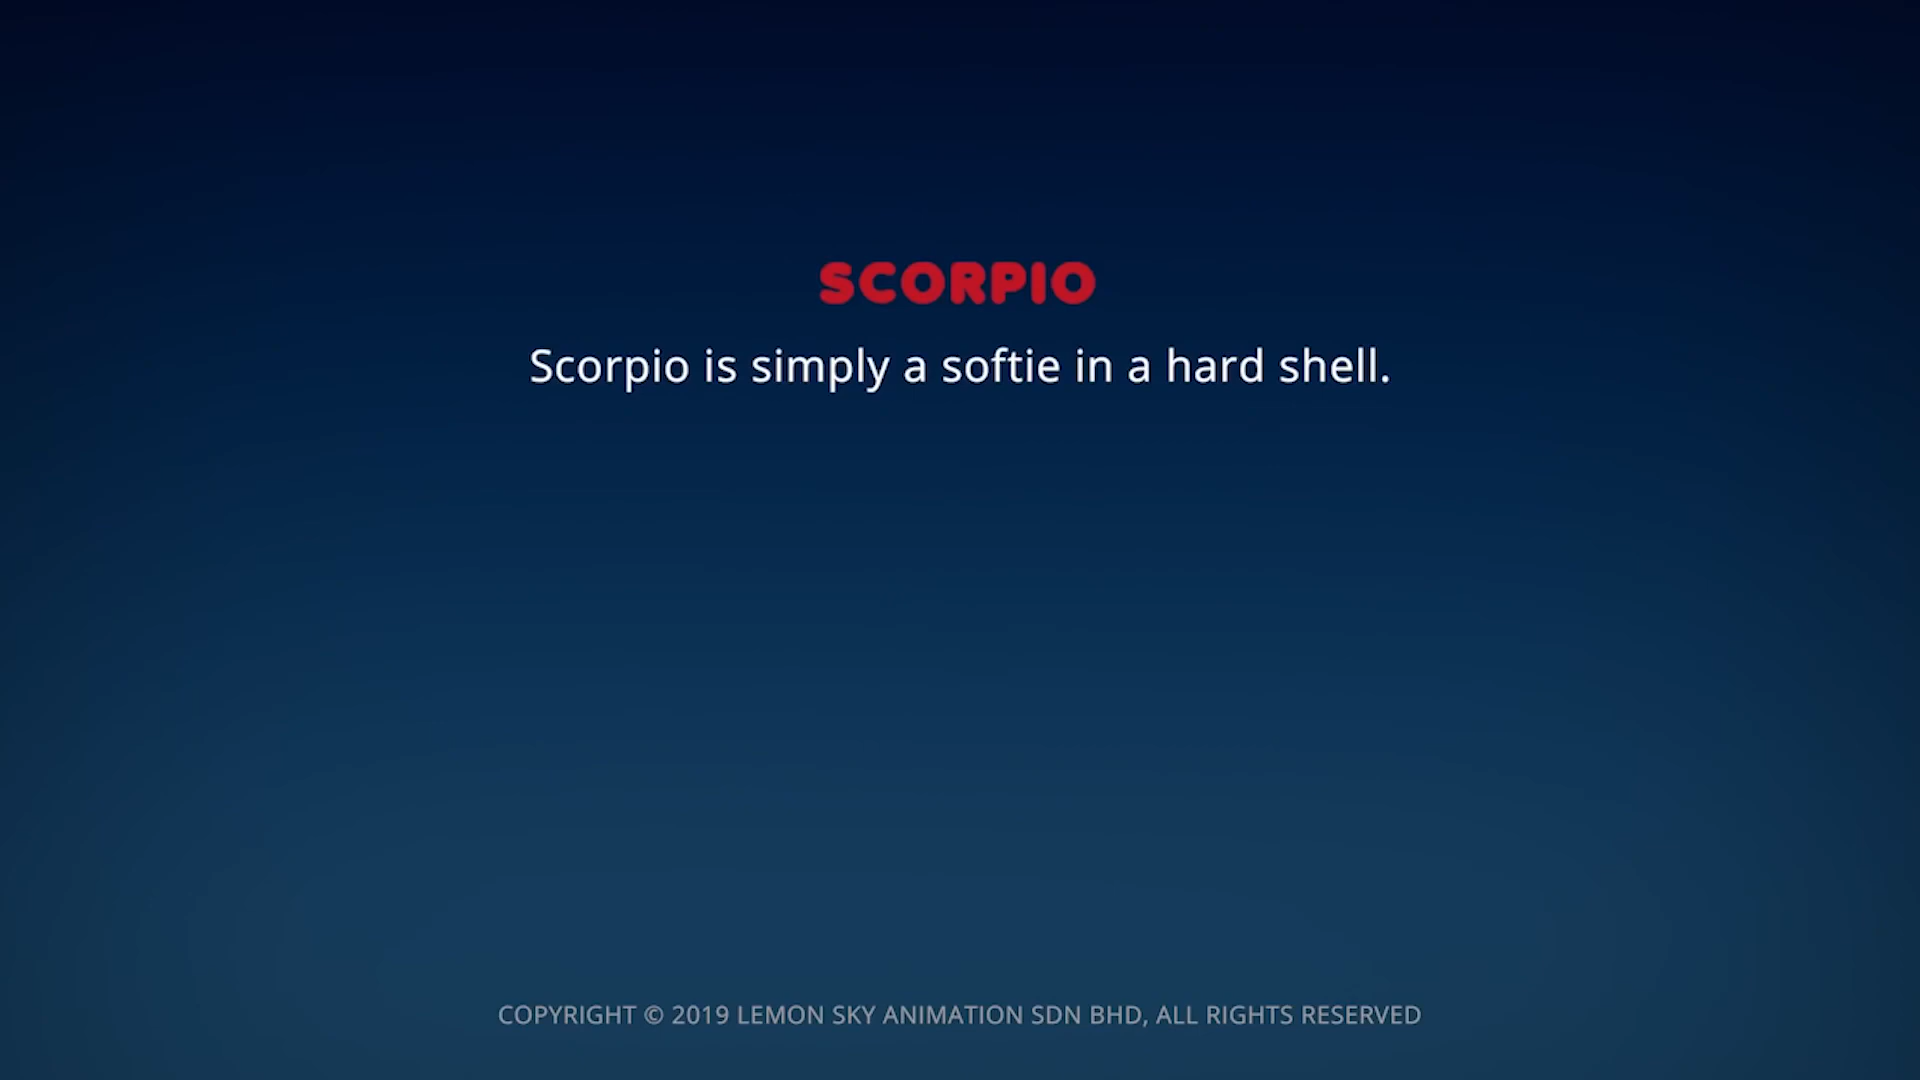 SCORPIO
Scorpio is simply a softie in a hard shell.
COPYRIGHT © 2019 LEMON SKY ANIMATION SDN BHD, ALL RIGHTS RESERVED